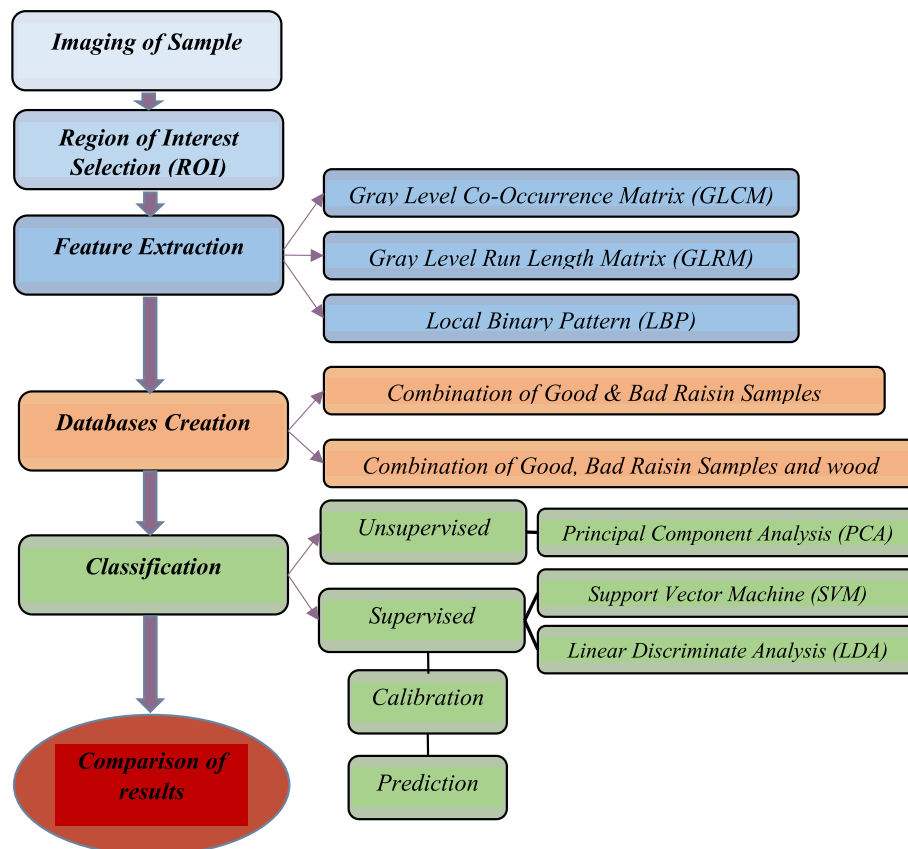 Imaging of Sample
Region of Interest
Selection (ROI)
Feature Extraction
Gray Level Co-Occurrence Matrix (GLCM)
Gray Level Run Length Matrix (GLRM)
Local Binary Pattern (LBP)
Databases Creation
Combination of Good & Bad Raisin Samples
Combination of Good, Bad Raisin Samples and wood
Classification
Unsupervised
Principal Component Analysis (PCA)
Supervised
Support Vector Machine (SVM)
Linear Discriminate Analysis (LDA)
Calibration
Prediction
Comparison of
results